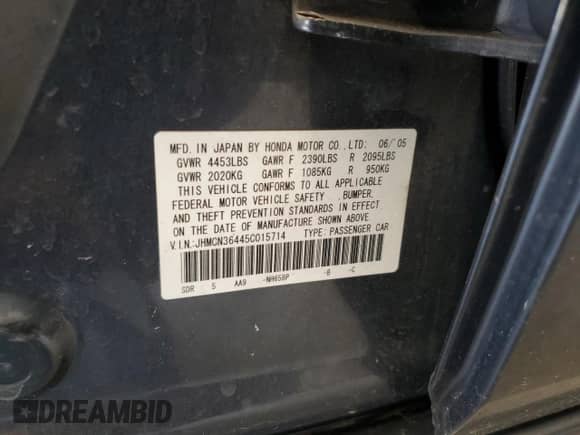 MFD. IN JAPAN BY HONDA MOTOR CO.,LTD: 06/'05
GVWR 4453LBS GAWR F 2390LBS R 2095LBS
GVWR 2020KG GAWR F 1085KG R 950KG
THIS VEHICLE CONFORMS TO ALL APPLICABLE
FEDERAL MOTOR VEHICLE SAFETY ,BUMPER,
AND THEFT PREVENTION STANDARDS IN EFFECT
ON THE DATE OF MANUFACTURE SHOWN ABOVE.
V.I.N.:JHMCN36445C015714 TYPE: PASSENGER CAR
SDR : 5 AA9 -NH658P -B -C
DREAMBID